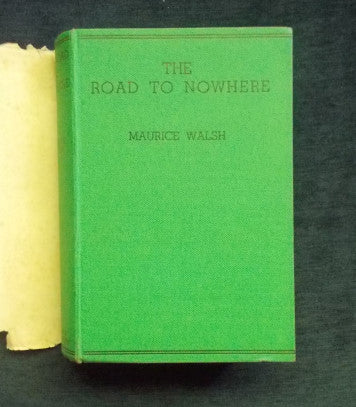 THE
ROAD TO NOWHERE
MAURICE WALSH